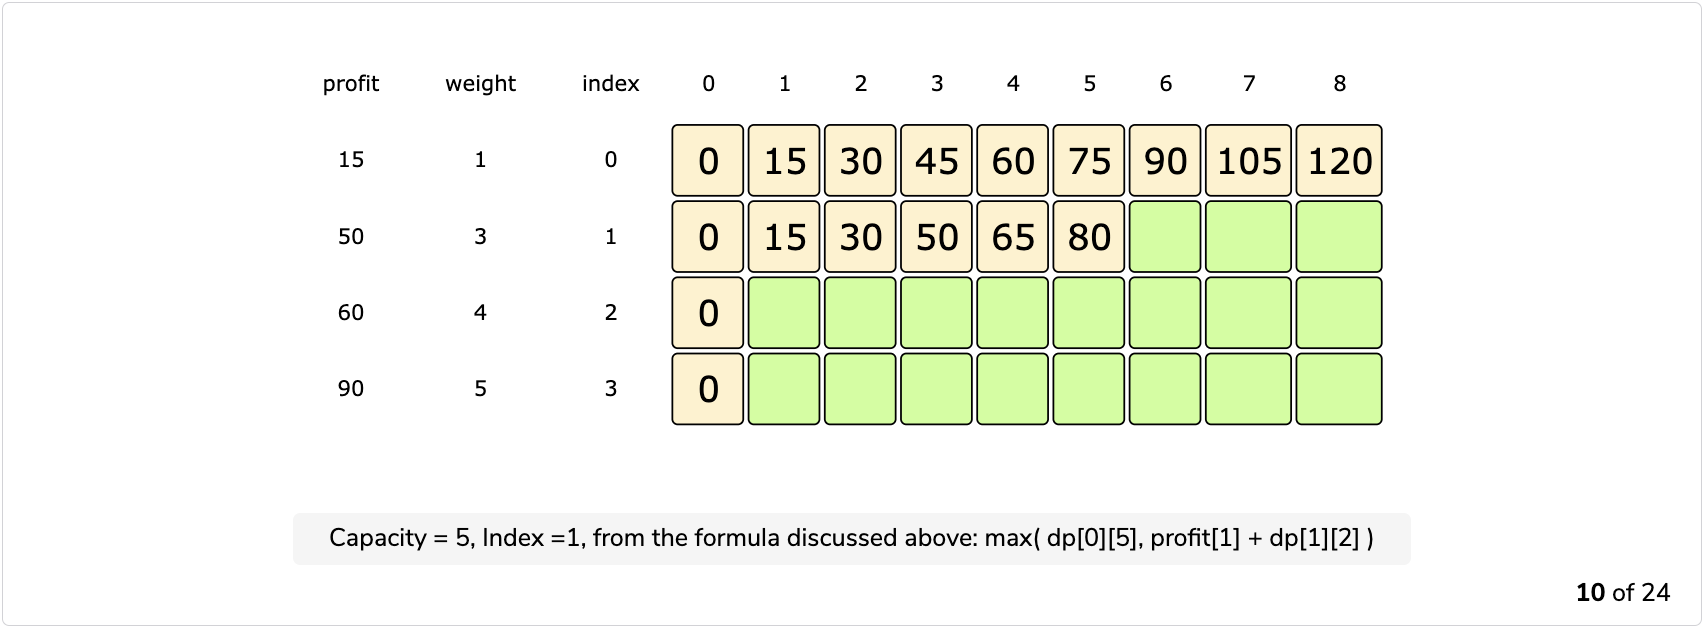 profit weight index 0 1 2 3 4 5 6 7 8
15 1 0 0 15 30 45 60 75 90 105 120
50 3 1 0 15 30 50 65 80
60 4 2 0
90 5 3 0
Capacity = 5, Index =1, from the formula discussed above: max( dp[0][5], profit[1] + dp[1][2] )
10 of 24